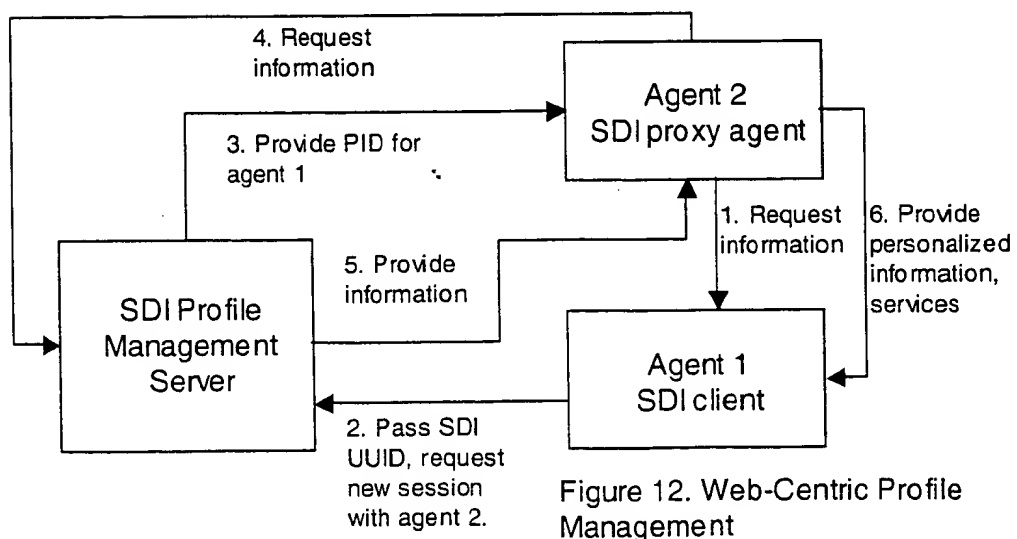 4. Request
information
Agent 2
SDI proxy agent
3. Provide PID for
agent 1
1. Request
information
6. Provide
personalized
information,
services
5. Provide
information
SDI Profile
Management
Server
Agent 1
SDI client
2. Pass SDI
UUID, request
new session
with agent 2.
Figure 12. Web-Centric Profile
Management